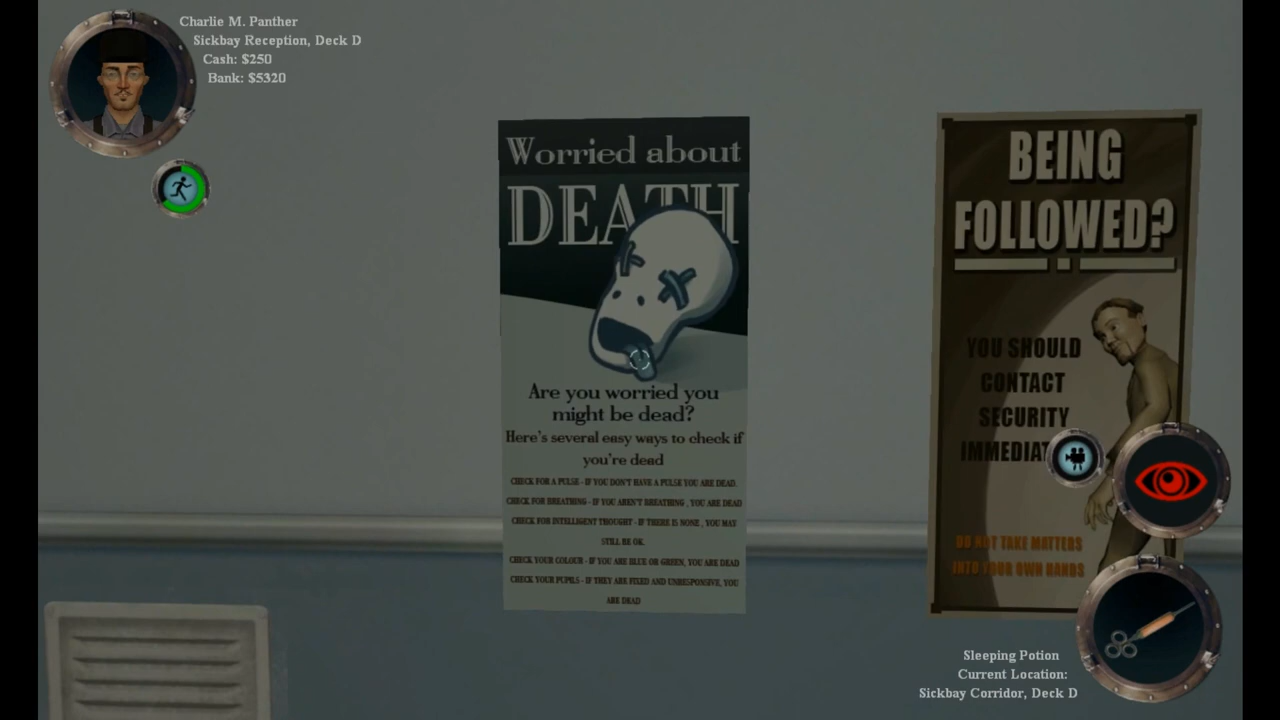 Charlie M. Panther
Sickbay Reception, Deck D
Cash: $250
Bank: $5320
Worried about
DEATH
Are you worried you
might be dead?
Here's several easy ways to check if
you're dead
CHECK FOR A PULSE - IF YOU DON'T HAVE A PULSE YOU ARE DEAD.
CHECK FOR BREATHING - IF YOU AREN'T BREATHING , YOU ARE DEAD
CHECK FOR INTELLIGENT THOUGHT - IF THERE IS NONE , YOU MAY
STILL BE OK.
CHECK YOUR COLOUR - IF YOU ARE BLUE OR GREEN, YOU ARE DEAD
CHECK YOUR PUPILS - IF THEY ARE FIXED AND UNRESPONSIVE, YOU
ARE DEAD
BEING
FOLLOWED?
YOU SHOULD
CONTACT
SECURITY
IMMEDIAT
DO NOT TAKE MATTERS
INTO YOUR OWN HANDS
Sleeping Potion
Current Location:
Sickbay Corridor, Deck D